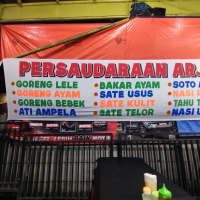 PERSAUDARAAN AR
GORENG LELE
GORENG AYAM
GORENG BEBEK
ATI AMPELA
BAKAR AYAM
SATE USUS
SATE KULIT
SATE TELOR
SOTO
NASI
TAHU T
NASI U